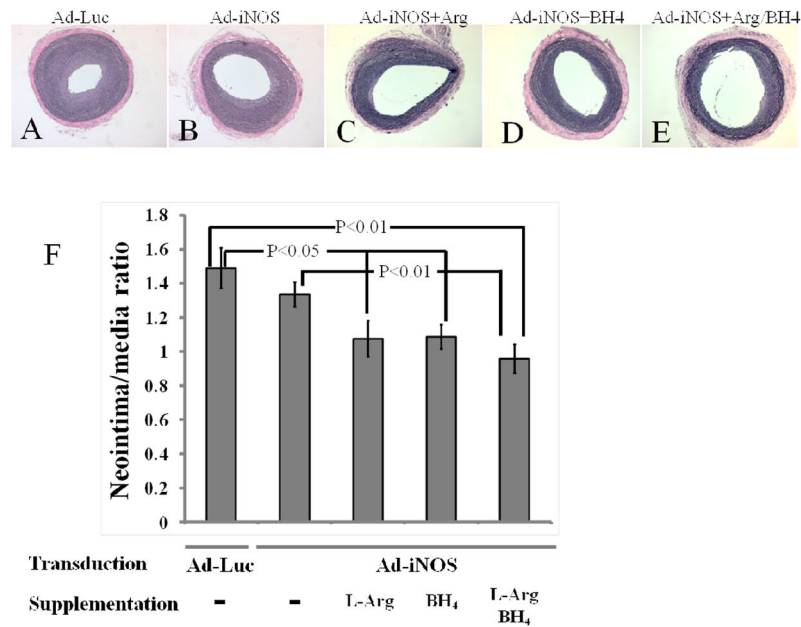 Ad-Luc Ad-iNOS Ad-iNOS+Arg Ad-iNOS+BH4 Ad-iNOS+Arg/BH4
A B C D E
F
Neointima/media ratio
1.8
1.6
1.4
1.2
1
0.8
0.6
0.4
0.2
0
P<0.01
P<0.05
P<0.01
Transduction Ad-Luc Ad-iNOS
Supplementation - - L-Arg BH₄ L-Arg
BH₄